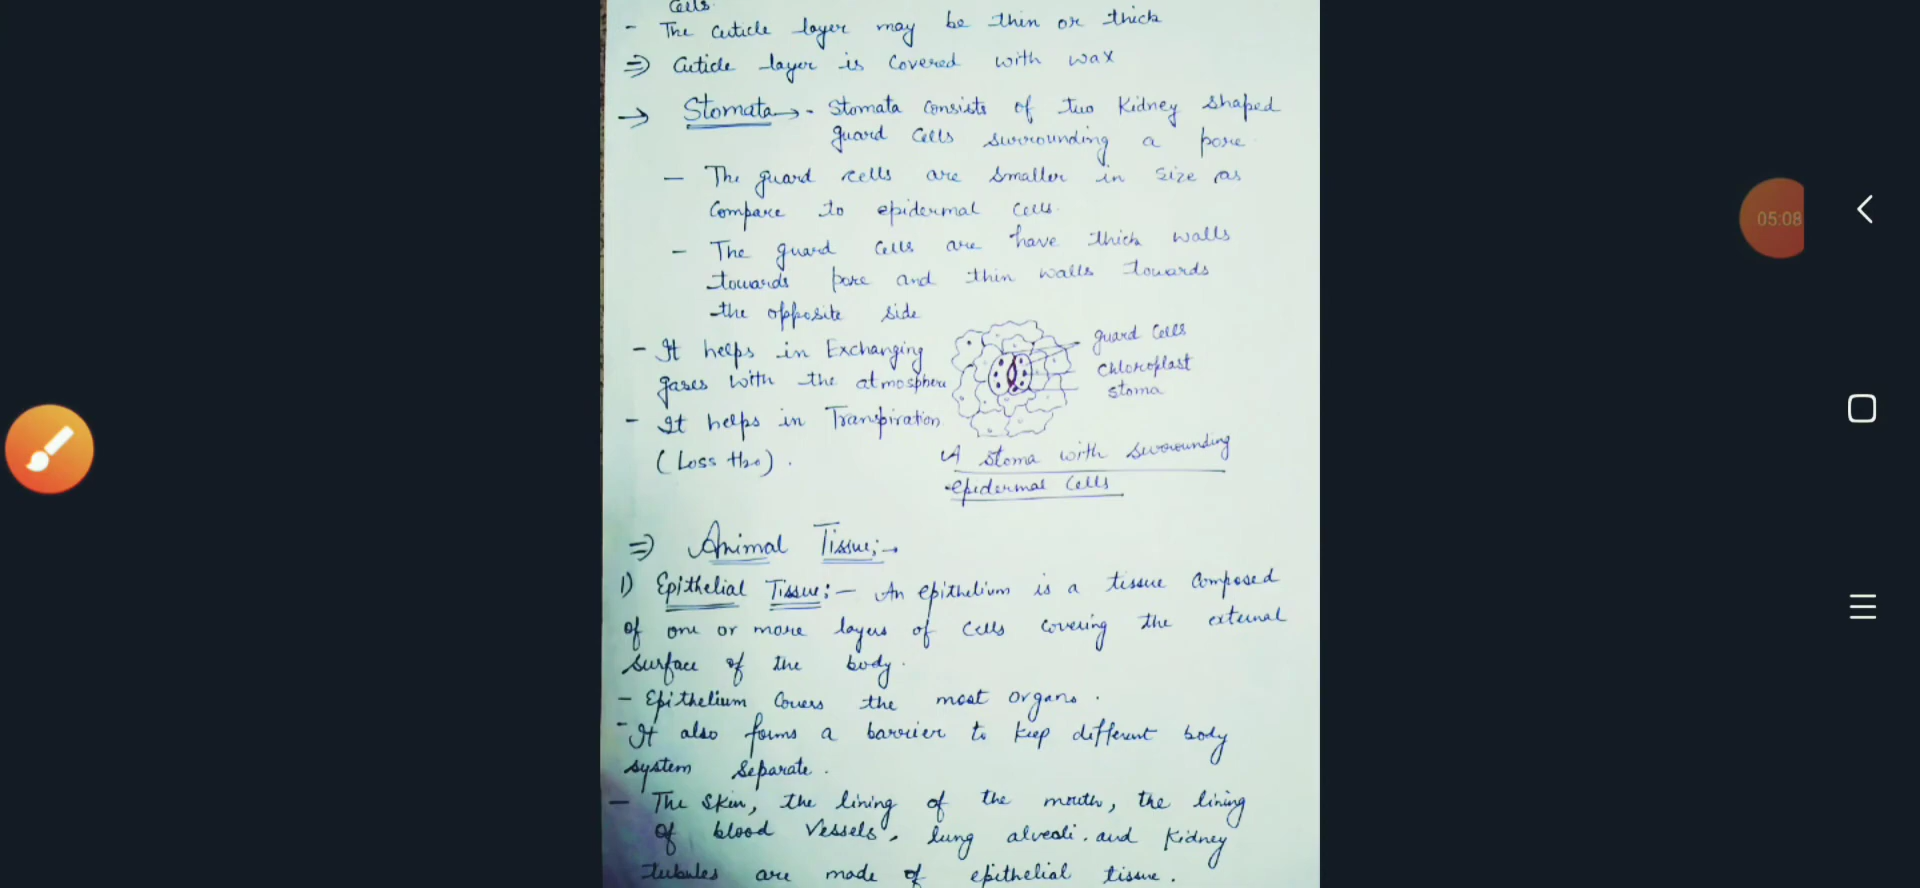 Cells.
- The cuticle layer may be thin or thick
⇒ Cuticle layer is covered with wax
→ Stomata → - Stomata consists of two Kidney shaped
guard cells surrounding a pore
- The guard cells are smaller in size as
compare to epidermal cells.
- The guard cells are have thick walls
towards pore and thin walls towards
the opposite side
- It helps in Exchanging
gases with the atmosphere
- It helps in Transpiration
(Loss H2O).
guard cells
chloroplast
stoma
A stoma with surrounding
epidermal cells
⇒ Animal Tissue:→
1) Epithelial Tissue:- An epithelium is a tissue composed
of one or more layers of cells covering the external
surface of the body.
- Epithelium covers the most organs.
- It also forms a barrier to keep different body
system separate.
- The skin, the lining of the mouth, the lining
of blood vessels, lung alveoli. and kidney
tubules are made of epithelial tissue.
05:08